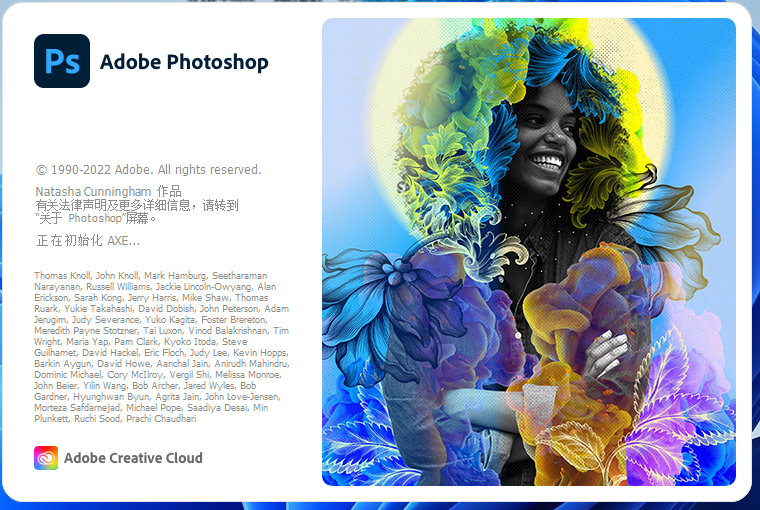 Ps Adobe Photoshop
© 1990-2022 Adobe. All rights reserved.
Natasha Cunningham 作品
有关法律声明及更多详细信息，请转到
“关于 Photoshop”屏幕。
正在初始化 AXE...
Thomas Knoll, John Knoll, Mark Hamburg, Seetharaman
Narayanan, Russell Williams, Jackie Lincoln-Owyang, Alan
Erickson, Sarah Kong, Jerry Harris, Mike Shaw, Thomas
Ruark, Yukie Takahashi, David Dobish, John Peterson, Adam
Jerugim, Judy Severance, Yuko Kagita, Foster Brereton,
Meredith Payne Stotzner, Tai Luxon, Vinod Balakrishnan, Tim
Wright, Maria Yap, Pam Clark, Kyoko Itoda, Steve
Guilhamet, David Hackel, Eric Floch, Judy Lee, Kevin Hopps,
Barkin Aygun, David Howe, Aanchal Jain, Anirudh Mahindru,
Dominic Michael, Cory McIlroy, Vergil Shi, Melissa Monroe,
John Beier, Yilin Wang, Bob Archer, Jared Wyles, Bob
Gardner, Hyunghwan Byun, Agrita Jain, John Love-Jensen,
Morteza Safdarnejad, Michael Pope, Saadiya Desai, Min
Plunkett, Ruchi Sood, Prachi Chaudhari
Adobe Creative Cloud